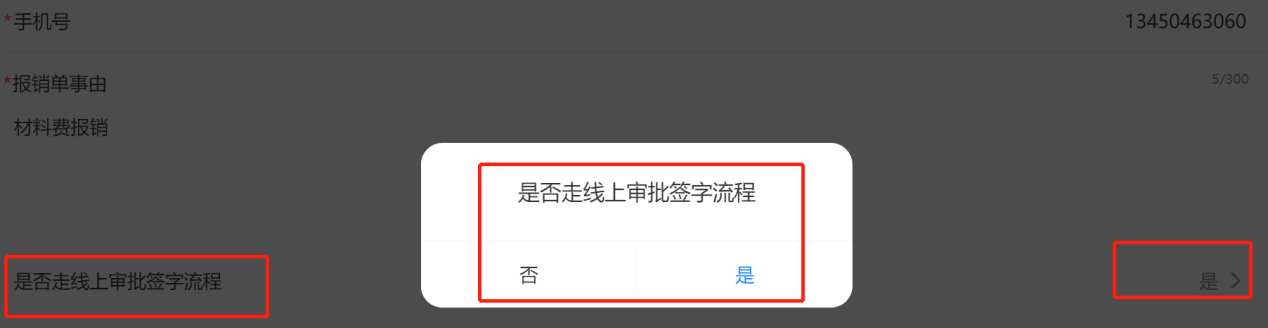 *手机号 13450463060
*报销单事由 5/300
材料费报销
是否走线上审批签字流程
否 是
是否走线上审批签字流程 是 >